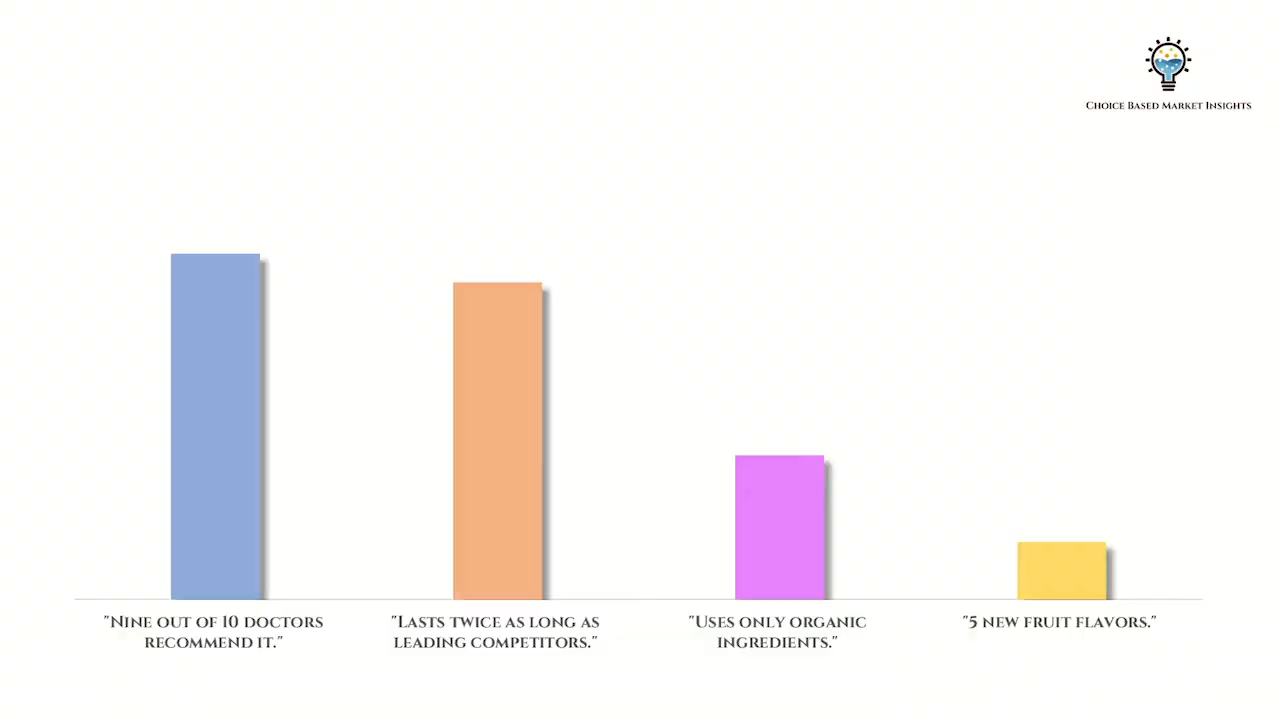 Choice Based Market Insights
"Nine out of 10 doctors
recommend it."
"Lasts twice as long as
leading competitors."
"Uses only organic
ingredients."
"5 new fruit flavors."